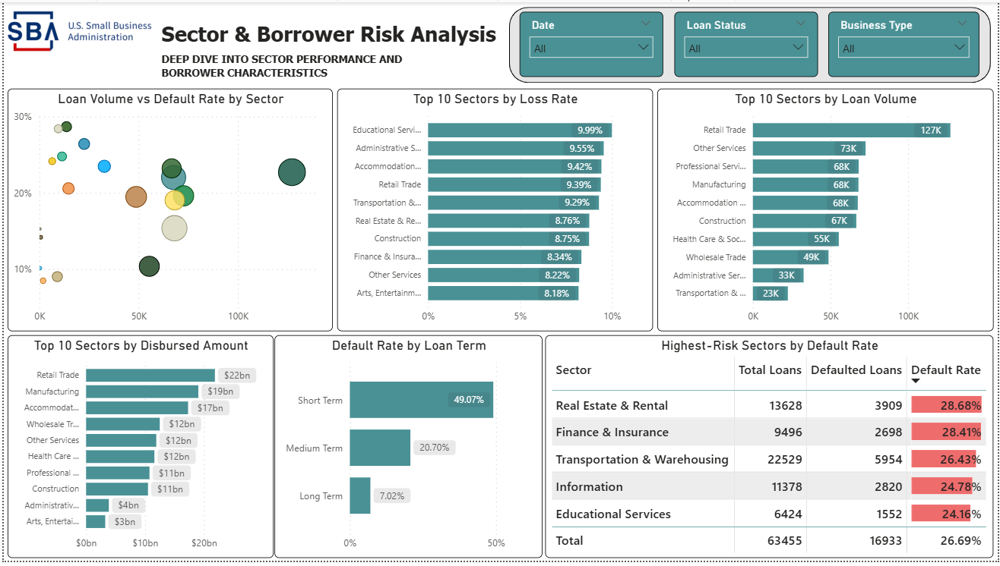 SBA
U.S. Small Business
Administration
Sector & Borrower Risk Analysis
DEEP DIVE INTO SECTOR PERFORMANCE AND
BORROWER CHARACTERISTICS
Date
All
Loan Status
All
Business Type
All
Loan Volume vs Default Rate by Sector
30%
20%
10%
0K 50K 100K
Top 10 Sectors by Loss Rate
Educational Servi... 9.99%
Administrative S... 9.55%
Accommodation... 9.42%
Retail Trade 9.39%
Transportation &... 9.29%
Real Estate & Re... 8.76%
Construction 8.75%
Finance & Insura... 8.34%
Other Services 8.22%
Arts, Entertainm... 8.18%
0% 5% 10%
Top 10 Sectors by Loan Volume
Retail Trade 127K
Other Services 73K
Professional Servi... 68K
Manufacturing 68K
Accommodation ... 68K
Construction 67K
Health Care & Soc... 55K
Wholesale Trade 49K
Administrative Ser... 33K
Transportation & ... 23K
0K 50K 100K
Top 10 Sectors by Disbursed Amount
Retail Trade $22bn
Manufacturing $19bn
Accommodat... $17bn
Wholesale Tr... $12bn
Other Services $12bn
Health Care ... $12bn
Professional ... $11bn
Construction $11bn
Administrativ... $4bn
Arts, Entertai... $3bn
$0bn $10bn $20bn
Default Rate by Loan Term
Short Term 49.07%
Medium Term 20.70%
Long Term 7.02%
0% 50%
Highest-Risk Sectors by Default Rate
Sector Total Loans Defaulted Loans Default Rate
Real Estate & Rental 13628 3909 28.68%
Finance & Insurance 9496 2698 28.41%
Transportation & Warehousing 22529 5954 26.43%
Information 11378 2820 24.78%
Educational Services 6424 1552 24.16%
Total 63455 16933 26.69%